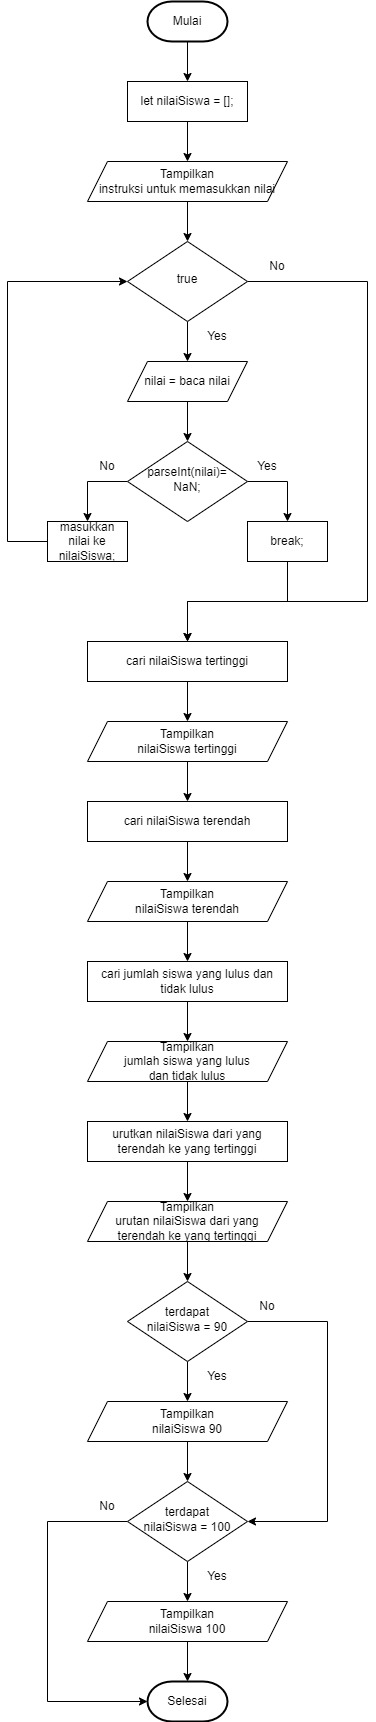 Mulai
let nilaiSiswa = [];
Tampilkan
instruksi untuk memasukkan nilai
true
No
Yes
nilai = baca nilai
No
parseInt(nilai)=
NaN;
Yes
masukkan
nilai ke
nilaiSiswa;
break;
cari nilaiSiswa tertinggi
Tampilkan
nilaiSiswa tertinggi
cari nilaiSiswa terendah
Tampilkan
nilaiSiswa terendah
cari jumlah siswa yang lulus dan
tidak lulus
Tampilkan
jumlah siswa yang lulus
dan tidak lulus
urutkan nilaiSiswa dari yang
terendah ke yang tertinggi
Tampilkan
urutan nilaiSiswa dari yang
terendah ke yang tertinggi
terdapat
nilaiSiswa = 90
No
Yes
Tampilkan
nilaiSiswa 90
No
terdapat
nilaiSiswa = 100
Yes
Tampilkan
nilaiSiswa 100
Selesai